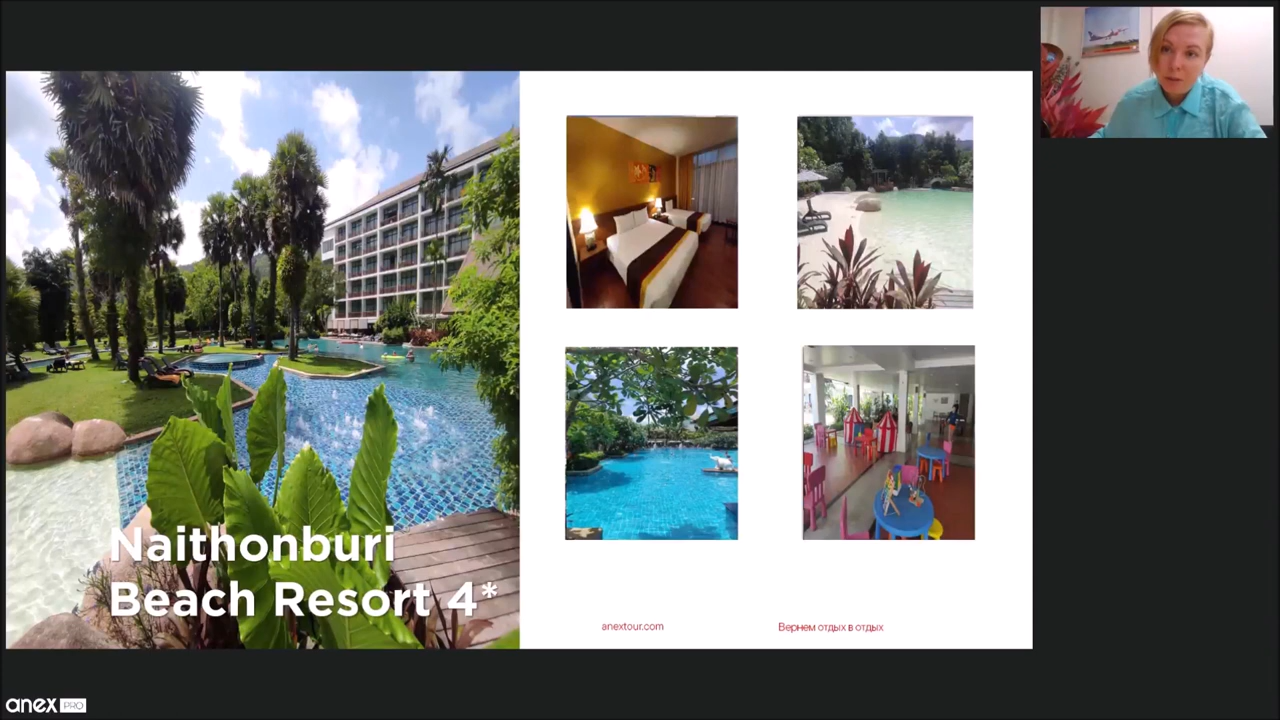 Naithonburi
Beach Resort 4*
anextour.com
Вернем отдых в отдых
anex PRO